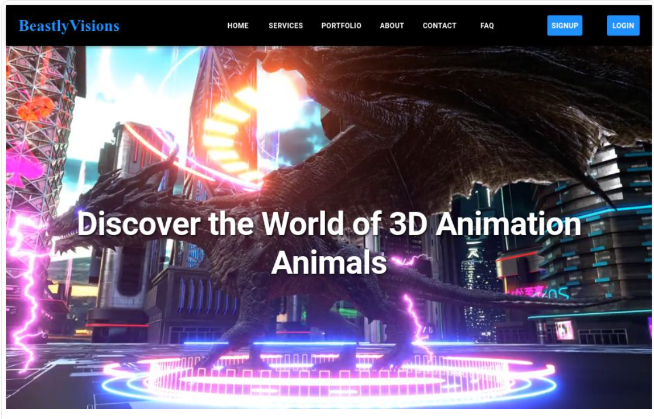 BeastlyVisions
HOME SERVICES PORTFOLIO ABOUT CONTACT FAQ SIGNUP LOGIN
Discover the World of 3D Animation
Animals